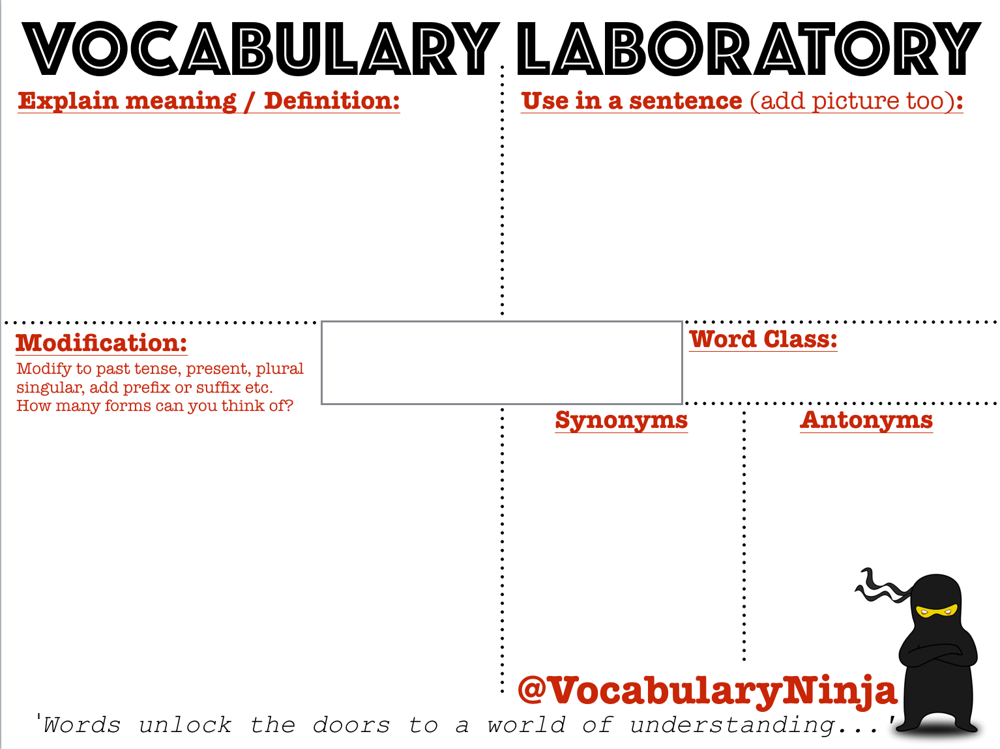 VOCABULARY LABORATORY
Explain meaning / Definition:
Use in a sentence (add picture too):
Modification:
Modify to past tense, present, plural
singular, add prefix or suffix etc.
How many forms can you think of?
Word Class:
Synonyms
Antonyms
@VocabularyNinja
'Words unlock the doors to a world of understanding...'